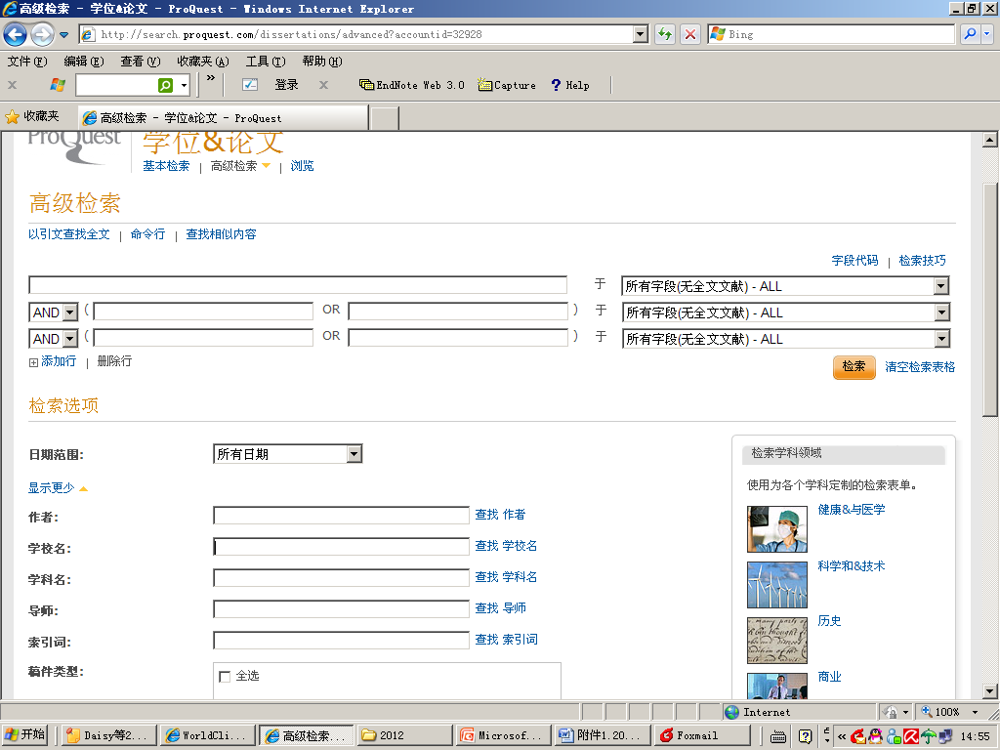 高级检索 - 学位&论文 - ProQuest - Windows Internet Explorer
http://search.proquest.com/dissertations/advanced?accountid=32928
Bing
文件(F) 编辑(E) 查看(V) 收藏夹(A) 工具(T) 帮助(H)
x » 登录 x EndNote Web 3.0 Capture ? Help
收藏夹 高级检索 - 学位&论文 - ProQuest
ProQuest 学位&论文
基本检索 | 高级检索 | 浏览
高级检索
以引文查找全文 | 命令行 | 查找相似内容
字段代码 | 检索技巧
于 所有字段(无全文文献) - ALL
AND ( OR ) 于 所有字段(无全文文献) - ALL
AND ( OR ) 于 所有字段(无全文文献) - ALL
添加行 | 删除行
检索 清空检索表格
检索选项
日期范围: 所有日期
显示更少
作者: 查找 作者
学校名: 查找 学校名
学科名: 查找 学科名
导师: 查找 导师
索引词: 查找 索引词
稿件类型: 全选
检索学科领域
使用为各个学科定制的检索表单。
健康&与医学
科学和&技术
历史
商业
Internet 100%
开始 Daisy等2... WorldCli... 高级检索... 2012 Microsof... 附件1.20... Foxmail « 14:55